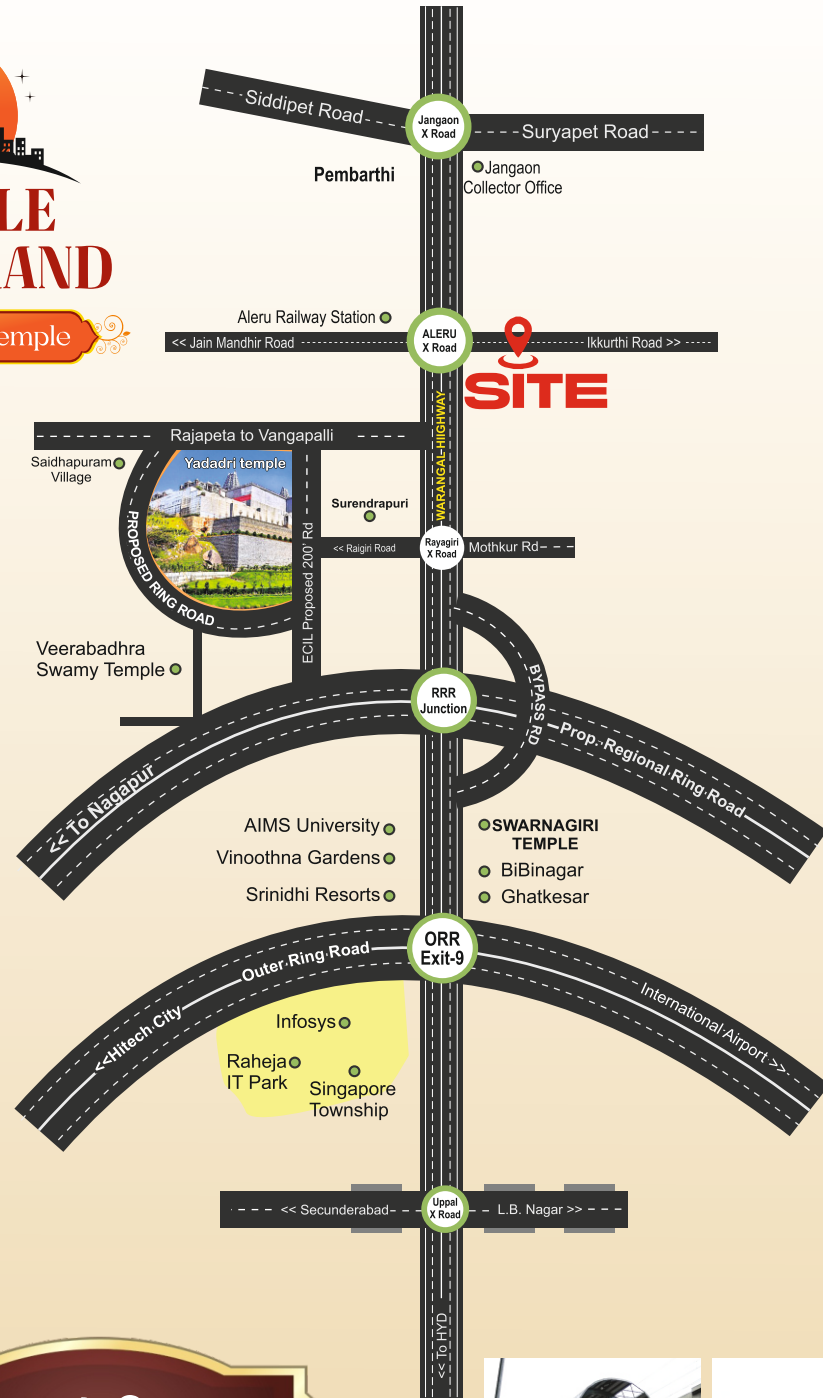 Siddipet Road
Jangaon
X Road
Suryapet Road
Pembarthi
Jangaon
Collector Office
LE
AND
emple
Aleru Railway Station
<< Jain Mandhir Road
ALERU
X Road
Ikkurthi Road >>
SITE
WARANGAL HIIGHWAY
Rajapeta to Vangapalli
Saidhapuram
Village
Yadadri temple
PROPOSED RING ROAD
ECIL Proposed 200' Rd
Surendrapuri
<< Raigiri Road
Rayagiri
X Road
Mothkur Rd
Veerabadhra
Swamy Temple
RRR
Junction
BYPASS RD
Prop. Regional Ring Road
<< To Nagapur
AIMS University
Vinoothna Gardens
Srinidhi Resorts
SWARNAGIRI
TEMPLE
BiBinagar
Ghatkesar
ORR
Exit-9
Outer Ring Road
<<Hitech City
International Airport >>
Infosys
Raheja
IT Park
Singapore
Township
<< Secunderabad
Uppal
X Road
L.B. Nagar >>
<< To HYD